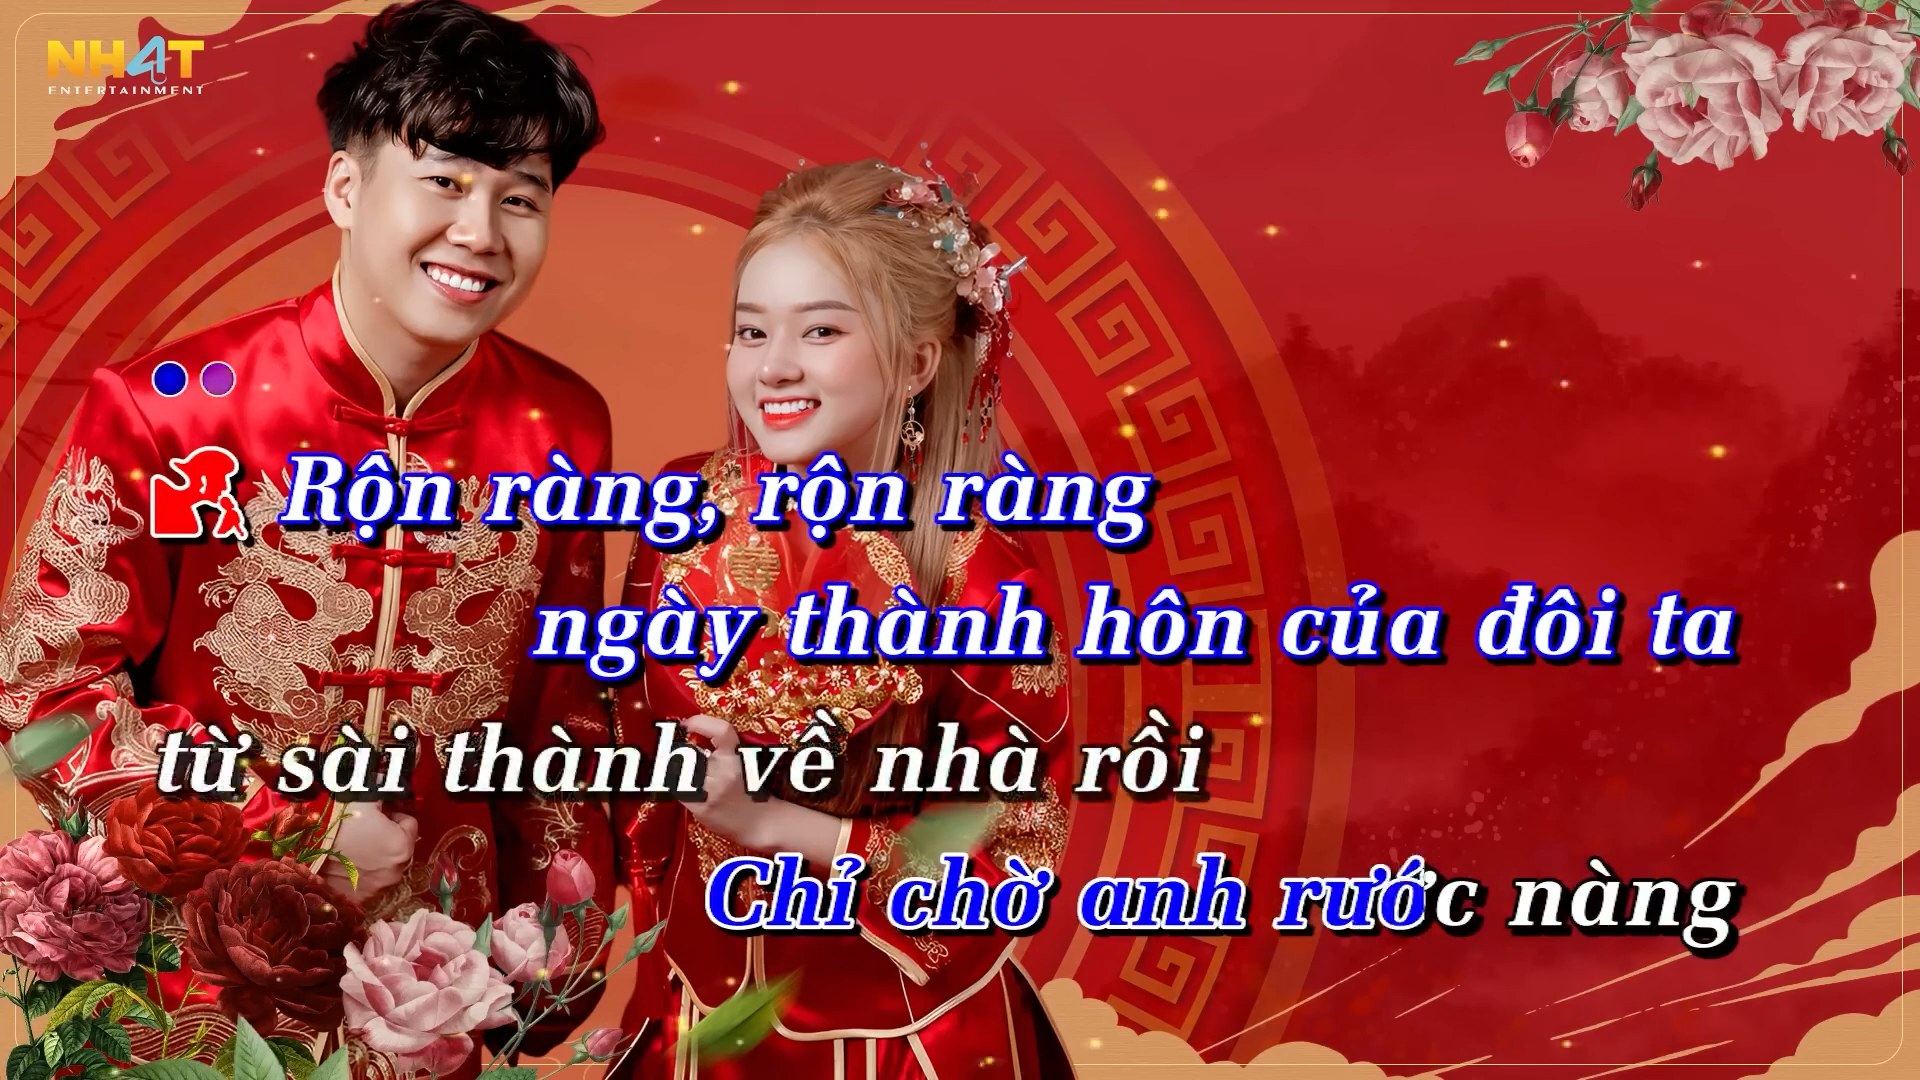 NHẠT
ENTERTAINMENT
Rộn ràng, rộn ràng
ngày thành hôn của đôi ta
từ sài thành về nhà rồi
Chỉ chờ anh rước nàng